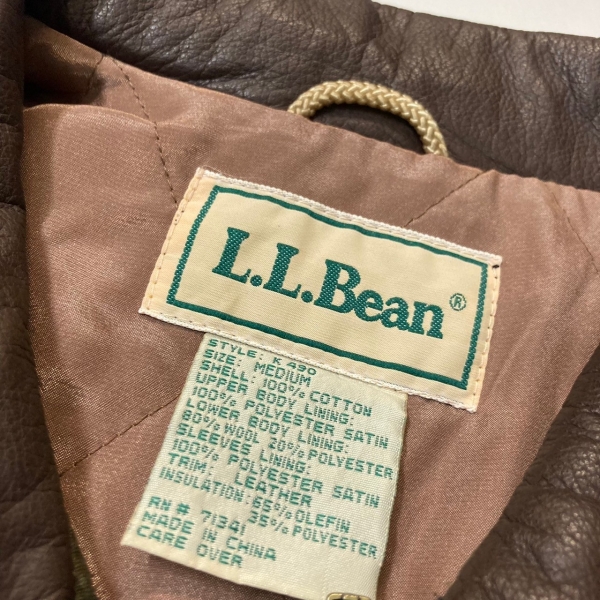 L.L.Bean®
STYLE: K 490
SIZE: MEDIUM
SHELL: 100% COTTON
UPPER BODY LINING:
100% POLYESTER SATIN
LOWER BODY LINING:
80% WOOL 20% POLYESTER
SLEEVES LINING:
100% POLYESTER SATIN
TRIM: LEATHER
INSULATION: 65% OLEFIN
35% POLYESTER
RN# 71341
MADE IN CHINA
CARE OVER